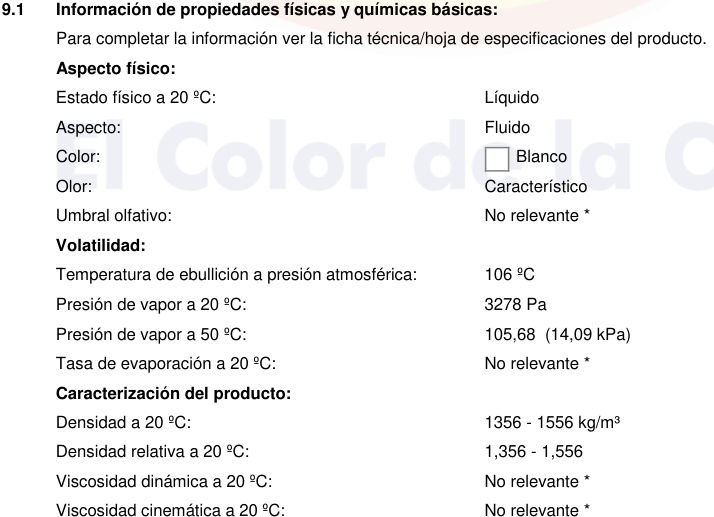 9.1 Información de propiedades físicas y químicas básicas:
Para completar la información ver la ficha técnica/hoja de especificaciones del producto.
Aspecto físico:
Estado físico a 20 ºC: Líquido
Aspecto: Fluido
Color: Blanco
Olor: Característico
Umbral olfativo: No relevante *
Volatilidad:
Temperatura de ebullición a presión atmosférica: 106 ºC
Presión de vapor a 20 ºC: 3278 Pa
Presión de vapor a 50 ºC: 105,68 (14,09 kPa)
Tasa de evaporación a 20 ºC: No relevante *
Caracterización del producto:
Densidad a 20 ºC: 1356 - 1556 kg/m³
Densidad relativa a 20 ºC: 1,356 - 1,556
Viscosidad dinámica a 20 ºC: No relevante *
Viscosidad cinemática a 20 ºC: No relevante *
El Color de la C